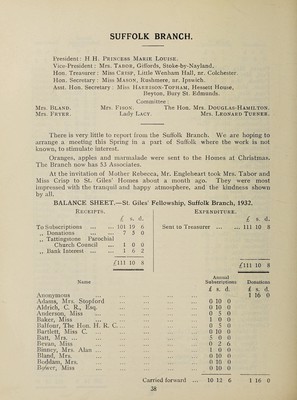 SUFFOLK BRANCH.
President: H.H. PRINCESS MARIE LOUISE.
Vice-President: MRS. TABOR, Giffords, Stoke-by-Nayland.
Hon. Treasurer: MISS CRISP, Little Wenham Hall, nr. Colchester.
Hon. Secretary: MISS MASON, Rushmere, nr. Ipswich.
Asst. Hon. Secretary: MISS HARRISON-TOPHAM, Hessett House,
Beyton, Bury St. Edmunds.
Committee:
MRS. BLAND. MRS. FISON. The Hon. MRS. DOUGLAS-HAMILTON.
MRS. FRYER. LADY LACY. MRS. LEONARD TURNER.
There is very little to report from the Suffolk Branch. We are hoping to
arrange a meeting this Spring in a part of Suffolk where the work is not
known, to stimulate interest.
Oranges, apples and marmalade were sent to the Homes at Christmas.
The Branch now has 53 Associates.
At the invitation of Mother Rebecca, Mr. Engleheart took Mrs. Tabor and
Miss Crisp to St. Giles' Homes about a month ago. They were most
impressed with the tranquil and happy atmosphere, and the kindness shown
by all.
BALANCE SHEET.—St. Giles' Fellowship, Suffolk Branch, 1932.
RECEIPTS. EXPENDITURE.
£ s. d. £ s. d.
To Subscriptions ... ... 101 19 6 Sent to Treasurer ... ... 111 10 8
„ Donations ... ... 7 5 0
„ Tattingstone Parochial
Church Council ... 1 0 0
„ Bank Interest ... ... 1 6 2
£111 10 8 £111 10 8
Name Annual Subscriptions Donations
£ s. d. £ s. d.
Anonymous ... ... ... ... 1 16 0
Adams, Mrs. Stopford ... ... ... ... 0 10 0
Aldrich, C. R., Esq. ... ... ... ... 0 10 0
Anderson, Miss ... ... ... ... 0 5 0
Baker, Miss ... ... ... ... 1 0 0
Balfour, The Hon. H. R. C. ... ... ... ... 0 5 0
Bartlett, Miss C. ... ... ... ... 0 10 0
Batt, Mrs. ... ... ... ... 5 0 0
Bevan, Miss ... ... ... ... 0 2 6
Binney, Mrs. Alan ... ... ... ... 1 0 0
Bland, Mrs. ... ... ... ... 0 10 0
Boddam, Mrs. ... ... ... ... 0 10 0
Bowyer, Miss ... ... ... ... 0 10 0
Carried forward ... 10 12 6 1 16 0
38